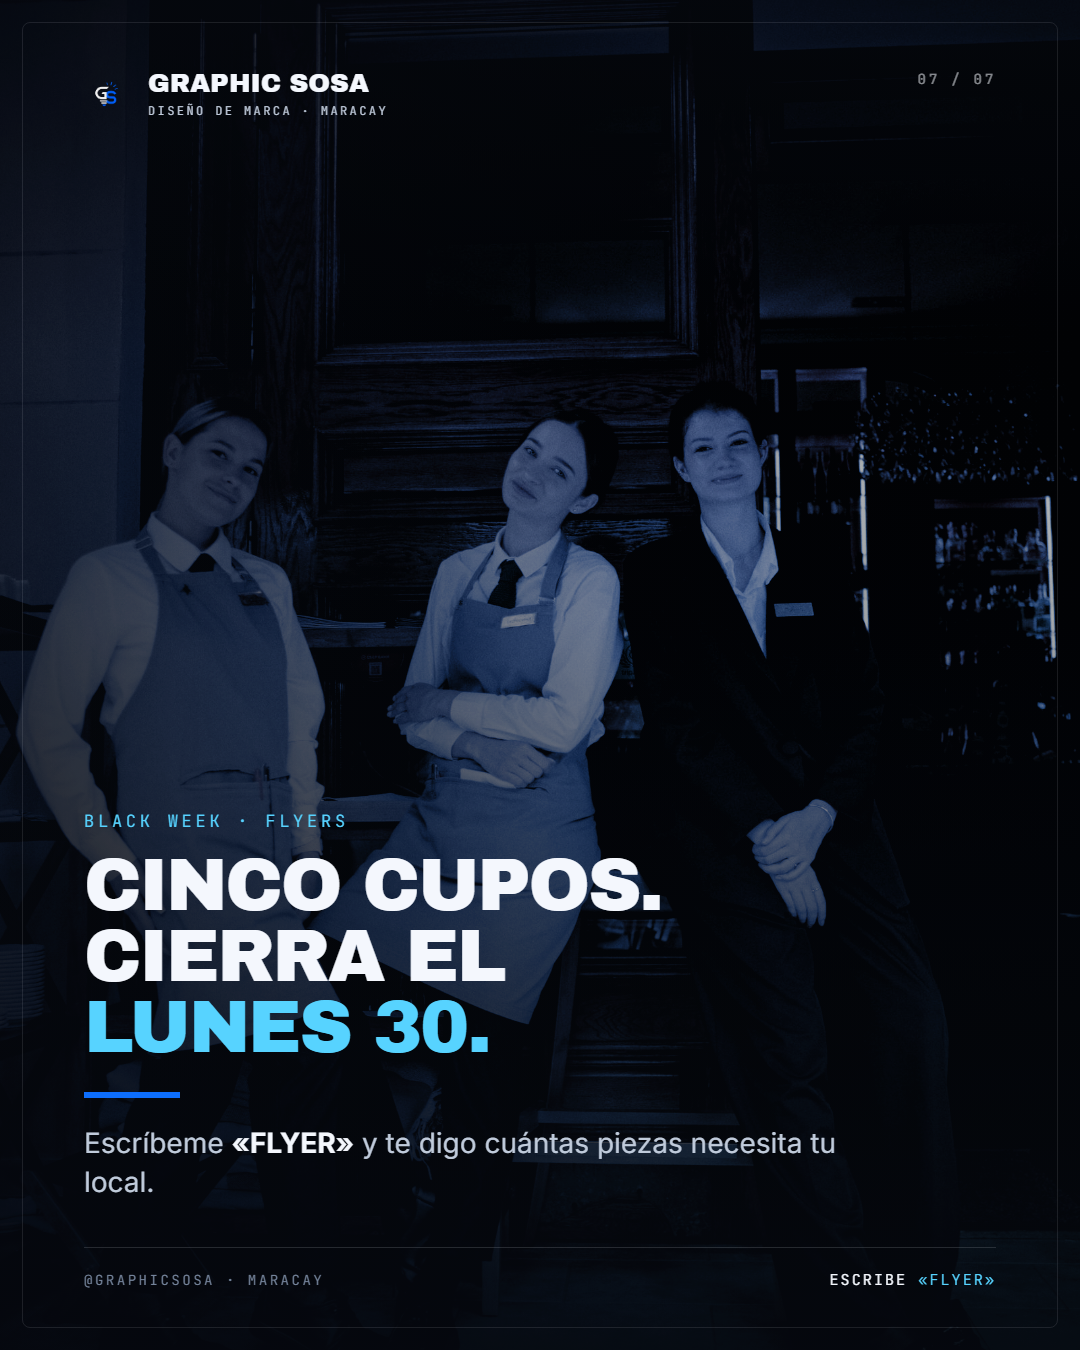 GRAPHIC SOSA
DISEÑO DE MARCA · MARACAY
07 / 07
BLACK WEEK · FLYERS
CINCO CUPOS.
CIERRA EL
LUNES 30.
Escríbeme «FLYER» y te digo cuántas piezas necesita tu
local.
@GRAPHICSOSA · MARACAY
ESCRIBE «FLYER»